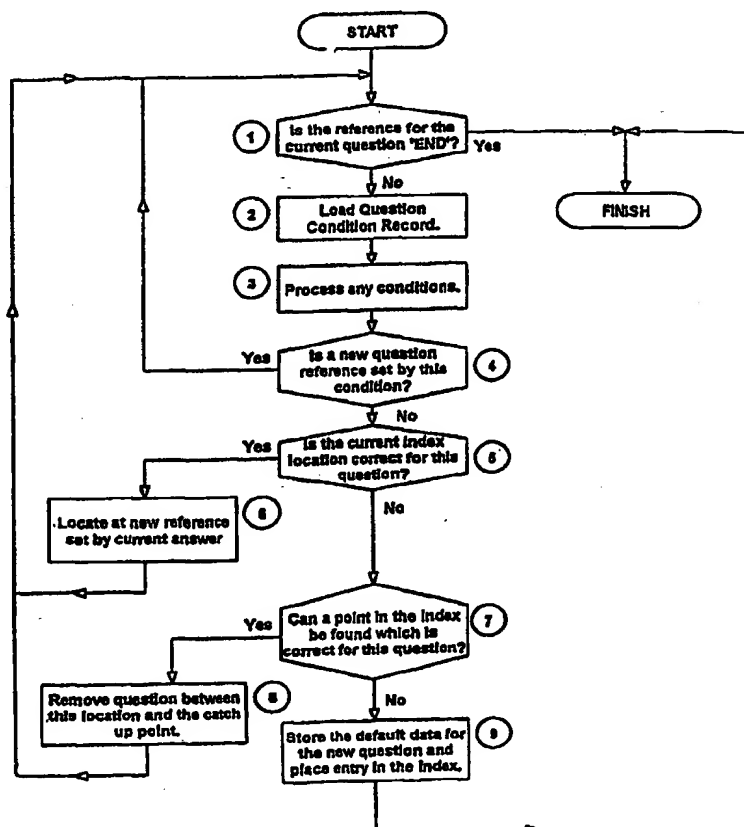 START
1
Is the reference for the
current question "END"?
Yes
No
FINISH
2
Load Question
Condition Record.
3
Process any conditions.
Yes
Is a new question
reference set by this
condition?
4
No
Yes
Is the current index
location correct for this
question?
5
6
Locate at new reference
set by current answer
No
Yes
Can a point in the index
be found which is
correct for this question?
7
8
Remove question between
this location and the catch
up point.
No
Store the default data for
the new question and
place entry in the index.
9